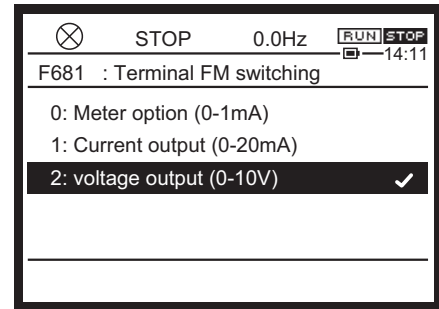 STOP 0.0Hz RUN STOP
14:11
F681 : Terminal FM switching
0: Meter option (0-1mA)
1: Current output (0-20mA)
2: voltage output (0-10V)